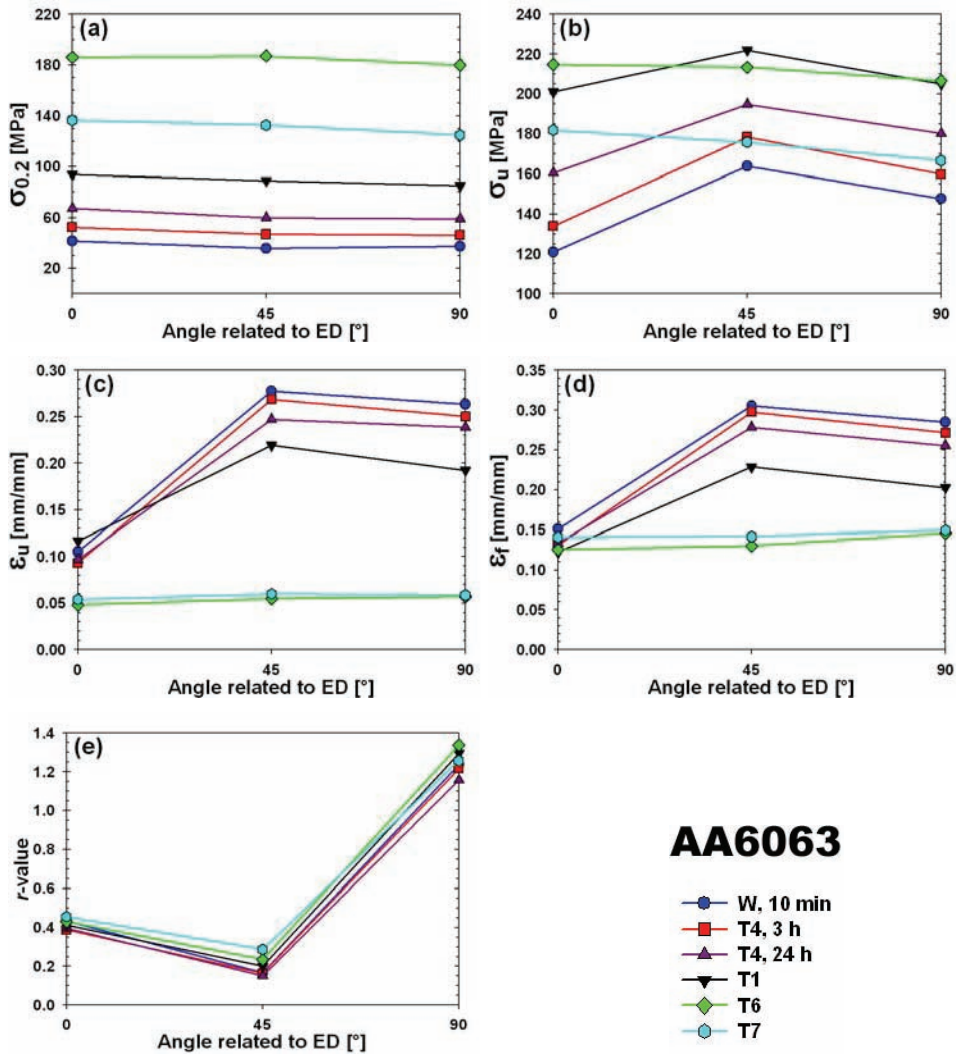 (a)
σ0.2 [MPa]
220
180
140
100
60
20
0 45 90
Angle related to ED [°]
(b)
σu [MPa]
240
220
200
180
160
140
120
100
0 45 90
Angle related to ED [°]
(c)
εu [mm/mm]
0.30
0.25
0.20
0.15
0.10
0.05
0.00
0 45 90
Angle related to ED [°]
(d)
εf [mm/mm]
0.35
0.30
0.25
0.20
0.15
0.10
0.05
0.00
0 45 90
Angle related to ED [°]
(e)
r-value
1.4
1.2
1.0
0.8
0.6
0.4
0.2
0.0
0 45 90
Angle related to ED [°]
AA6063
W, 10 min
T4, 3 h
T4, 24 h
T1
T6
T7